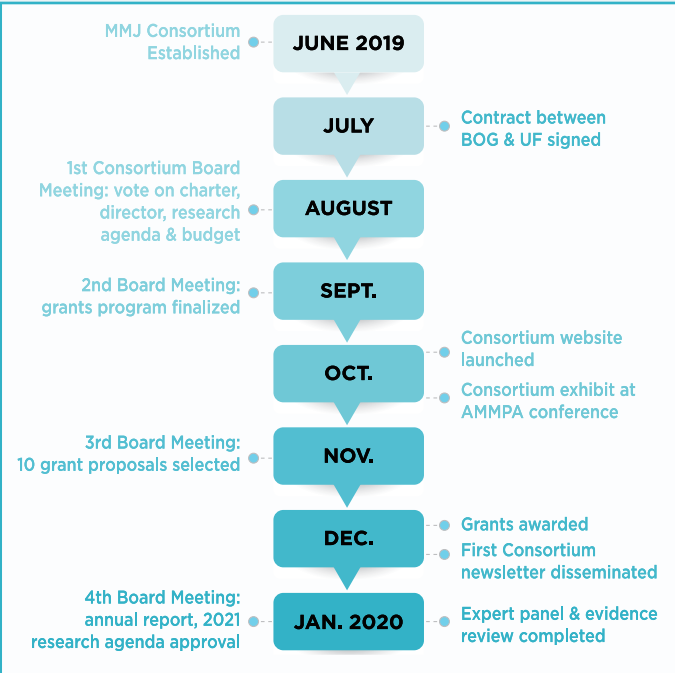 MMJ Consortium
Established
JUNE 2019
JULY
Contract between
BOG & UF signed
1st Consortium Board
Meeting: vote on charter,
director, research
agenda & budget
AUGUST
2nd Board Meeting:
grants program finalized
SEPT.
OCT.
Consortium website
launched
Consortium exhibit at
AMMPA conference
3rd Board Meeting:
10 grant proposals selected
NOV.
DEC.
Grants awarded
First Consortium
newsletter disseminated
4th Board Meeting:
annual report, 2021
research agenda approval
JAN. 2020
Expert panel & evidence
review completed